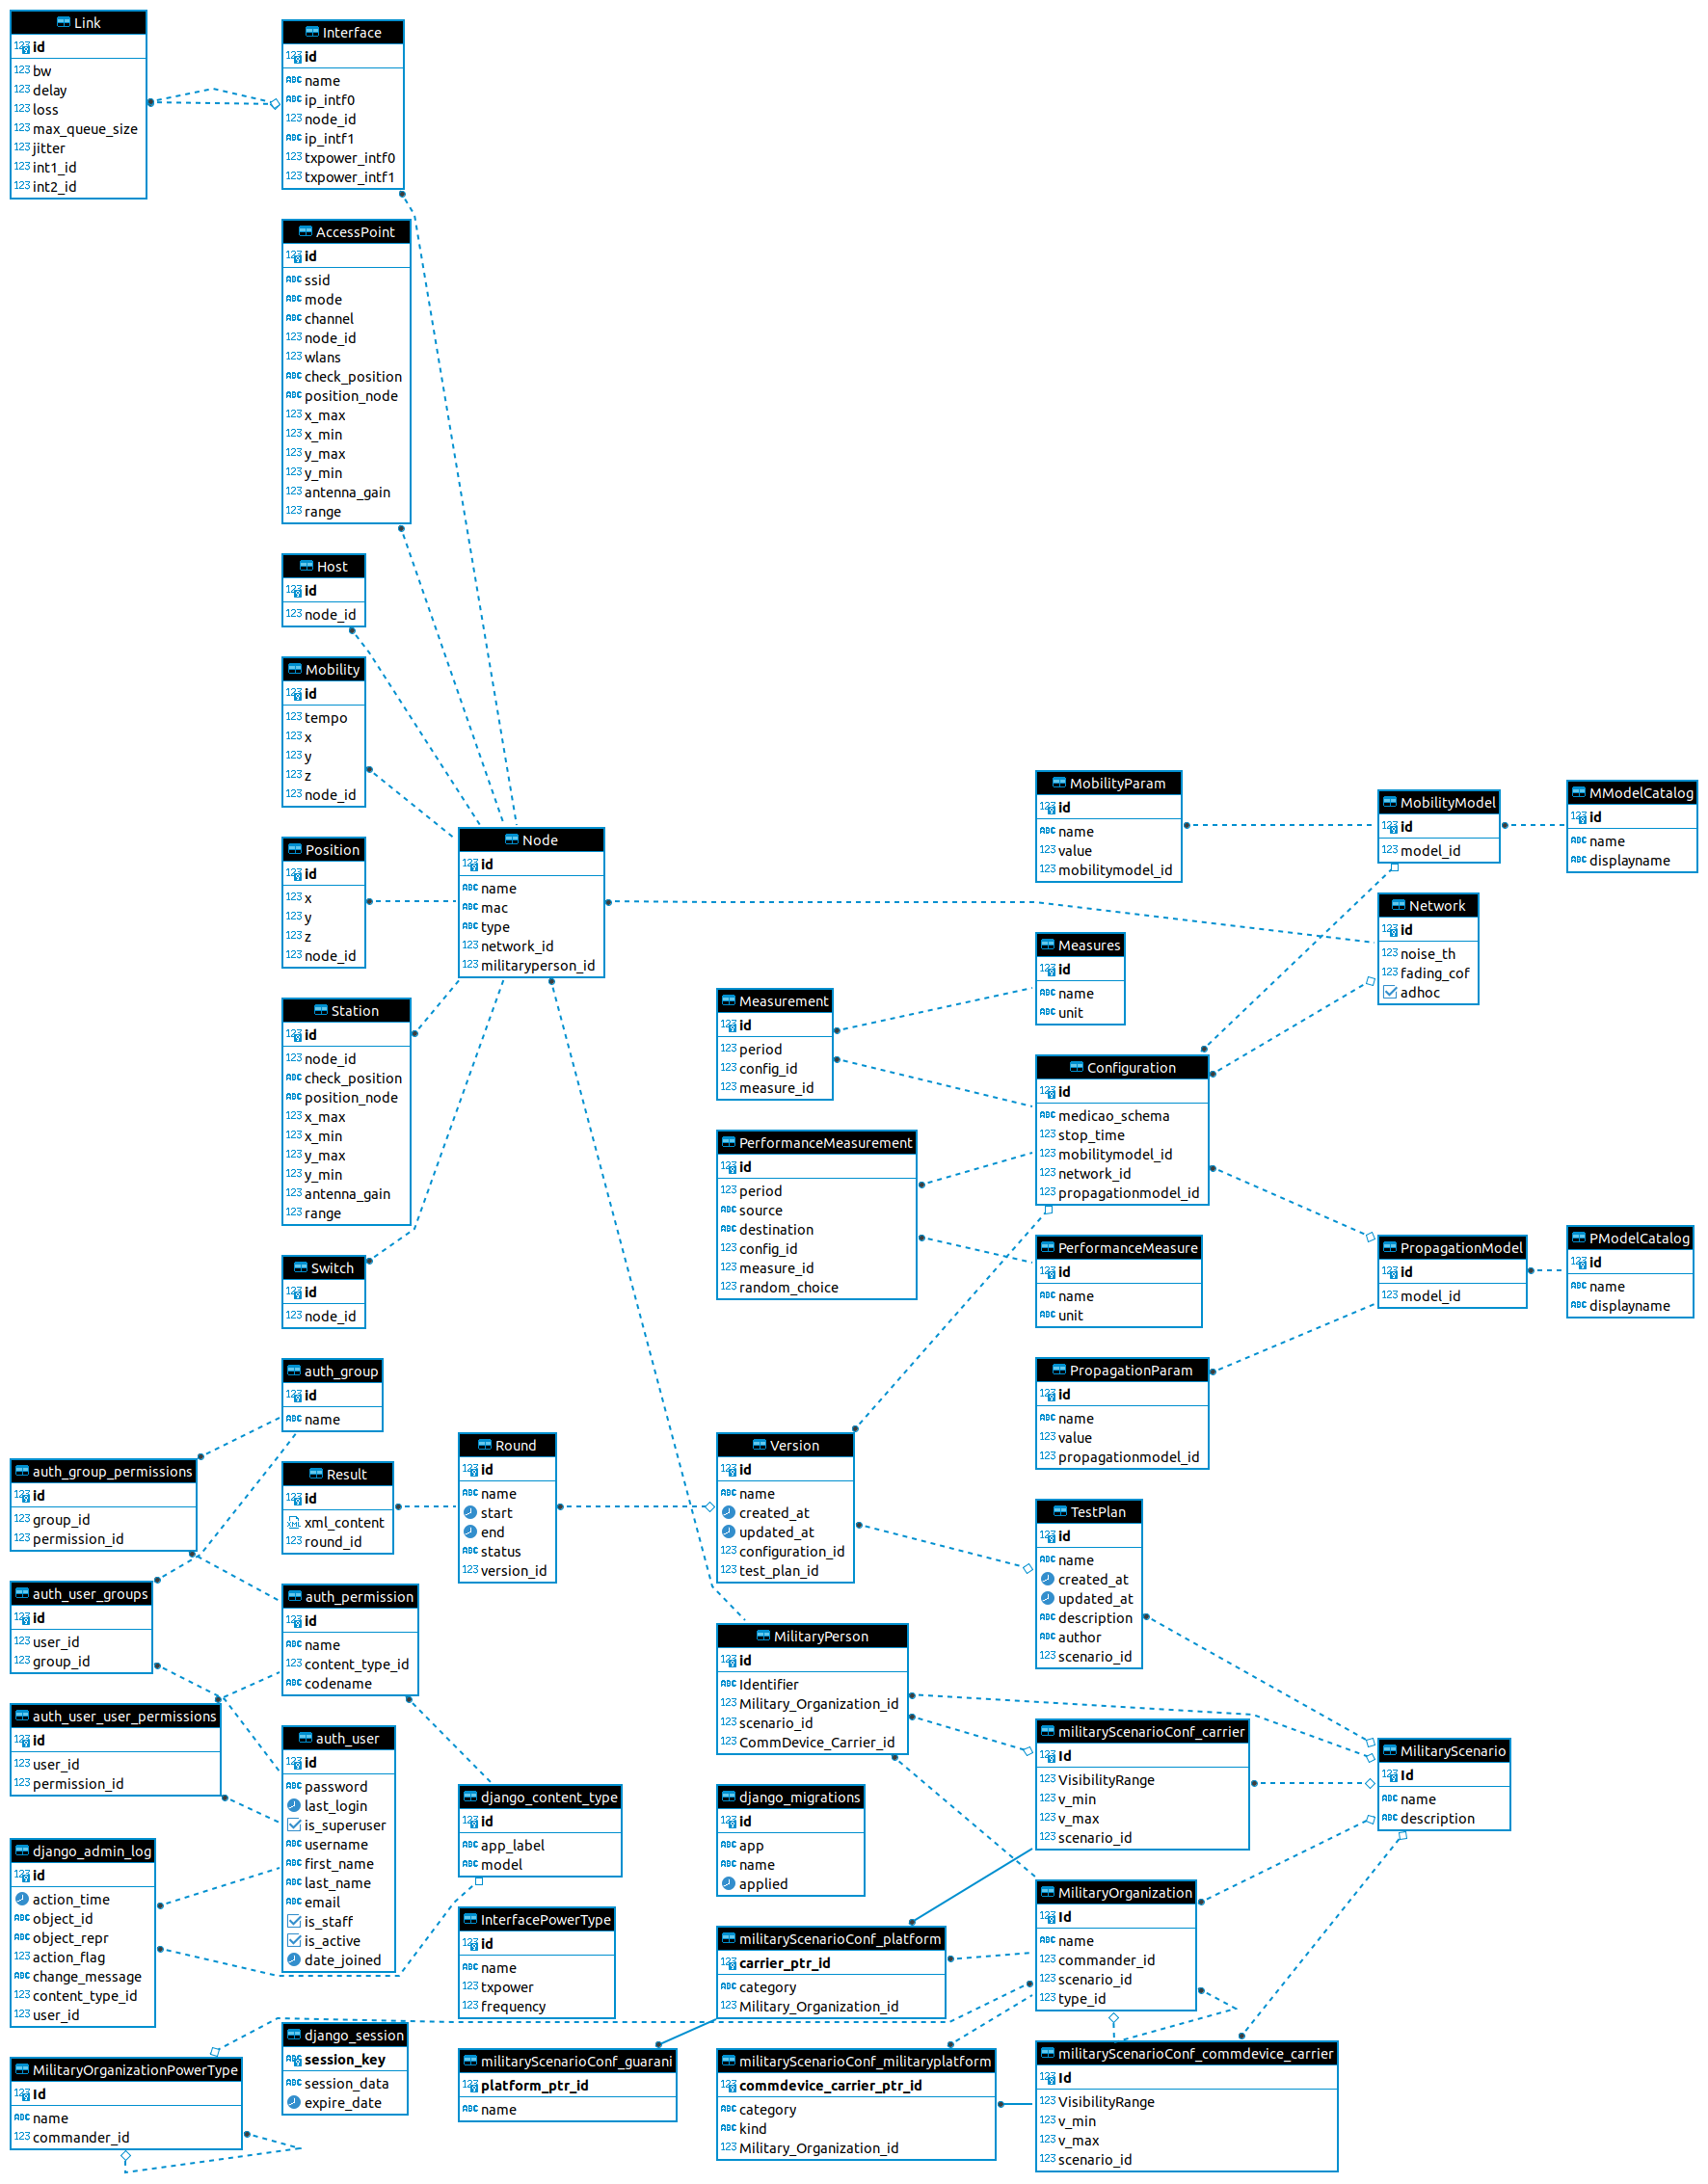 Link
id
bw
delay
loss
max_queue_size
jitter
int1_id
int2_id
Interface
id
name
ip_intf0
node_id
ip_intf1
txpower_intf0
txpower_intf1
AccessPoint
id
ssid
mode
channel
node_id
wlans
check_position
position_node
x_max
x_min
y_max
y_min
antenna_gain
range
Host
id
node_id
Mobility
id
tempo
x
y
z
node_id
Position
id
x
y
z
node_id
Station
id
node_id
check_position
position_node
x_max
x_min
y_max
y_min
antenna_gain
range
Switch
id
node_id
Node
id
name
mac
type
network_id
militaryperson_id
MobilityParam
id
name
value
mobilitymodel_id
MobilityModel
id
model_id
MModelCatalog
id
name
displayname
Network
id
noise_th
fading_cof
adhoc
Measures
id
name
unit
Measurement
id
period
config_id
measure_id
Configuration
id
medicao_schema
stop_time
mobilitymodel_id
network_id
propagationmodel_id
PerformanceMeasurement
id
period
source
destination
config_id
measure_id
random_choice
PerformanceMeasure
id
name
unit
PropagationModel
id
model_id
PModelCatalog
id
name
displayname
PropagationParam
id
name
value
propagationmodel_id
auth_group
id
name
auth_group_permissions
id
group_id
permission_id
Result
id
xml_content
round_id
Round
id
name
start
end
status
version_id
Version
id
name
created_at
updated_at
configuration_id
test_plan_id
TestPlan
id
name
created_at
updated_at
description
author
scenario_id
auth_user_groups
id
user_id
group_id
auth_permission
id
name
content_type_id
codename
MilitaryPerson
id
Identifier
Military_Organization_id
scenario_id
CommDevice_Carrier_id
auth_user_user_permissions
id
user_id
permission_id
auth_user
id
password
last_login
is_superuser
username
first_name
last_name
email
is_staff
is_active
date_joined
militaryScenarioConf_carrier
Id
VisibilityRange
v_min
v_max
scenario_id
MilitaryScenario
Id
name
description
django_content_type
id
app_label
model
django_migrations
id
app
name
applied
django_admin_log
id
action_time
object_id
object_repr
action_flag
change_message
content_type_id
user_id
InterfacePowerType
id
name
txpower
frequency
militaryScenarioConf_platform
carrier_ptr_id
category
Military_Organization_id
MilitaryOrganization
Id
name
commander_id
scenario_id
type_id
django_session
session_key
session_data
expire_date
MilitaryOrganizationPowerType
Id
name
commander_id
militaryScenarioConf_guarani
platform_ptr_id
name
militaryScenarioConf_militaryplatform
commdevice_carrier_ptr_id
category
kind
Military_Organization_id
militaryScenarioConf_commdevice_carrier
Id
VisibilityRange
v_min
v_max
scenario_id